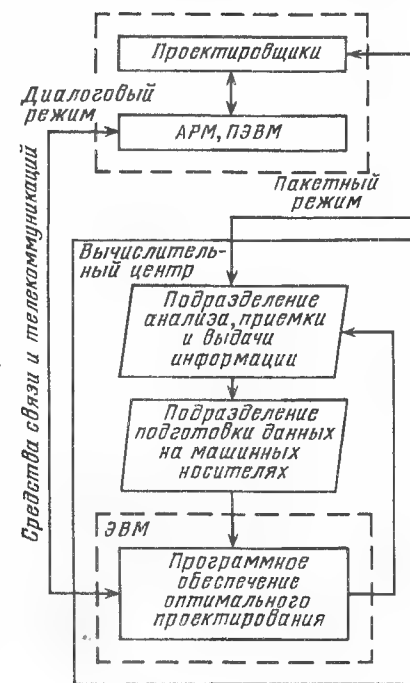 Проектировщики
Диалоговый
режим
АРМ, ПЭВМ
Пакетный
режим
Средства связи и телекоммуникаций
Вычислитель-
ный центр
Подразделение
анализа, приемки
и выдачи
информации
Подразделение
подготовки данных
на машинных
носителях
ЭВМ
Программное
обеспечение
оптимального
проектирования